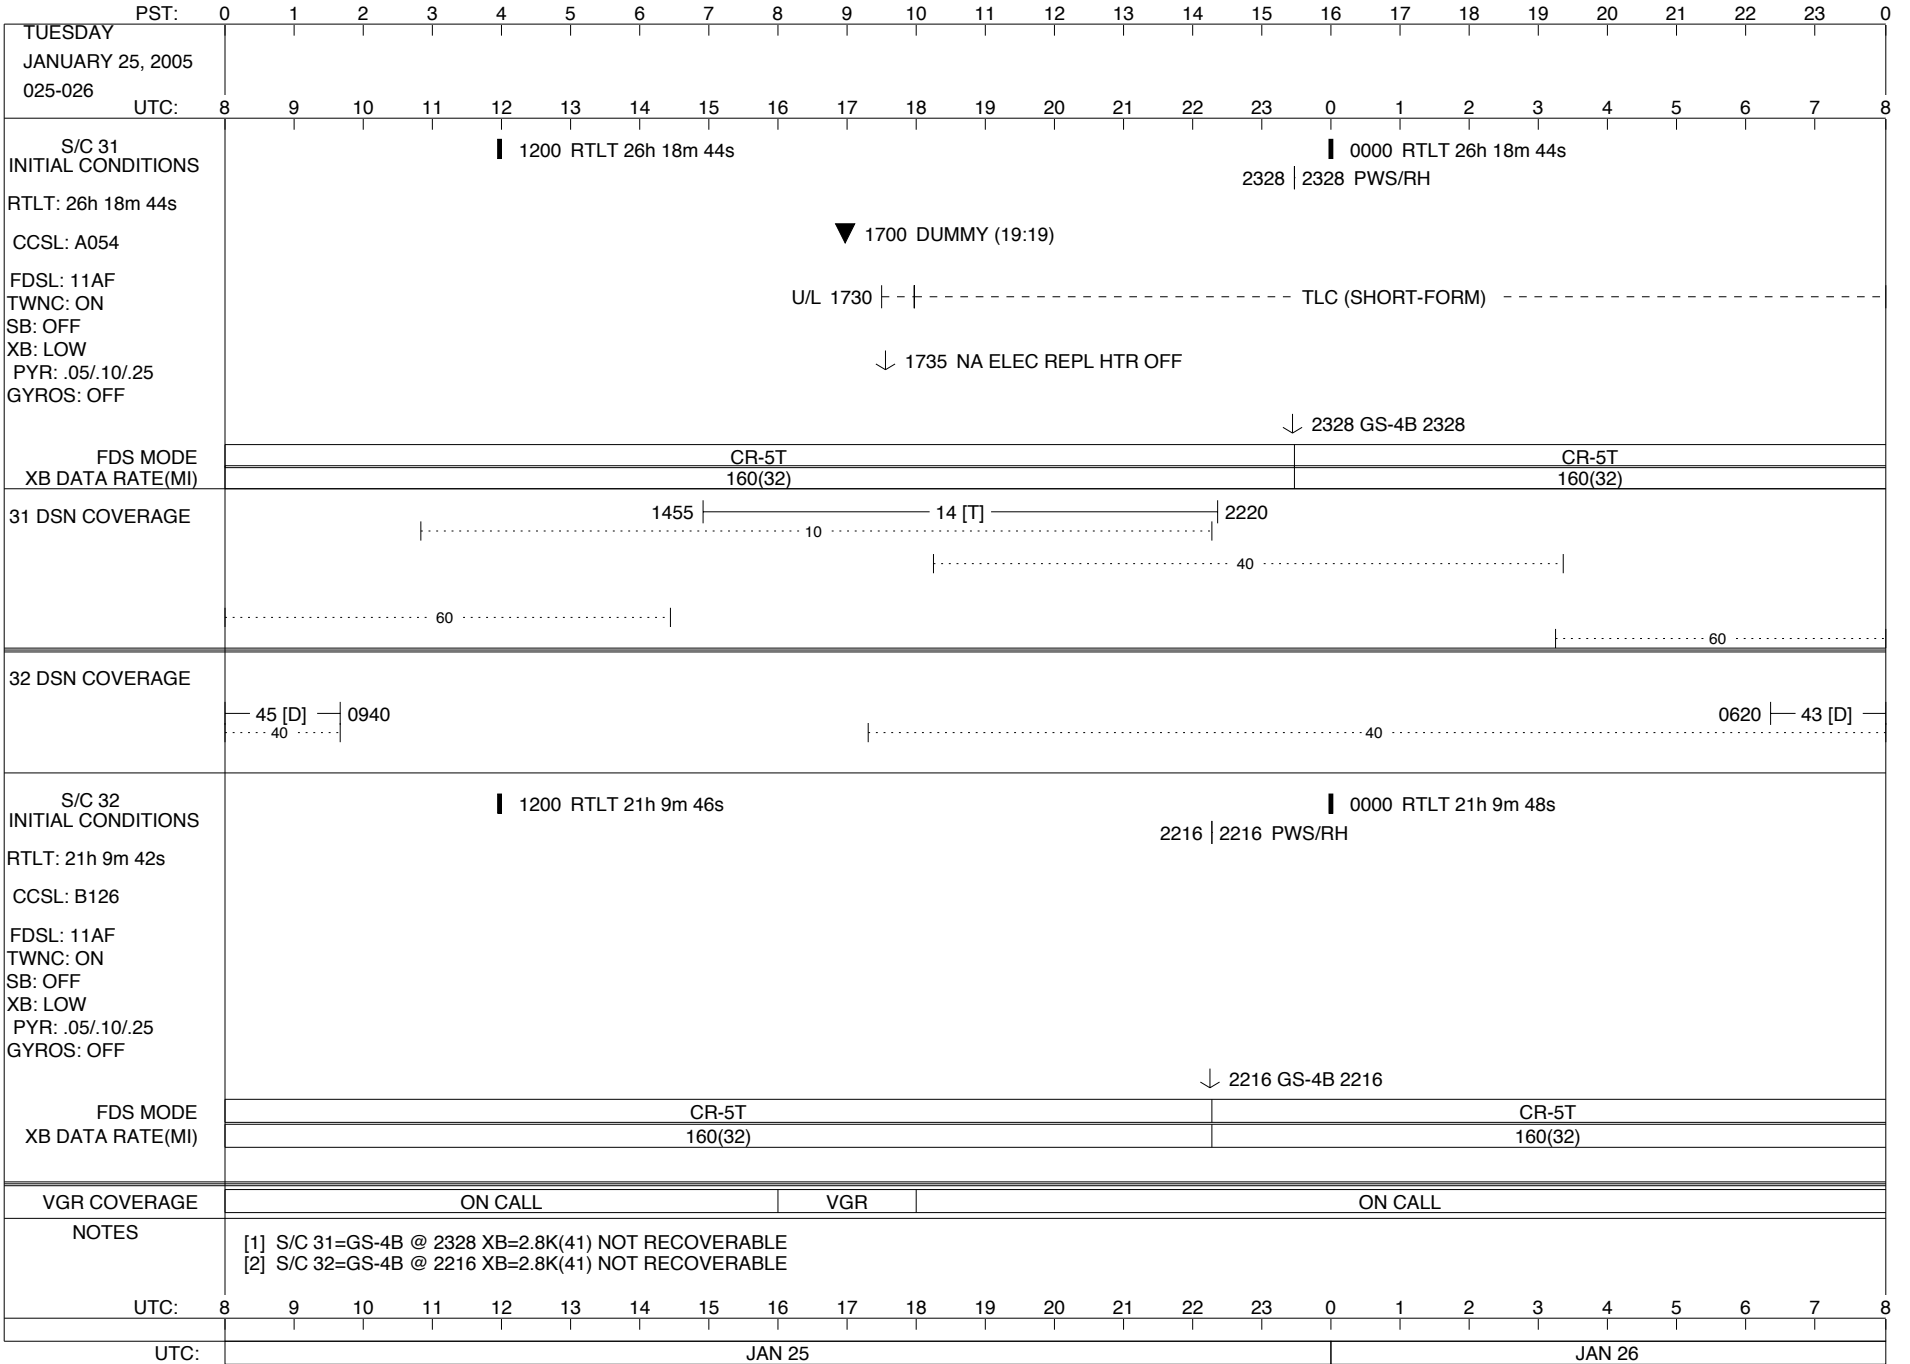 PST: 0 1 2 3 4 5 6 7 8 9 10 11 12 13 14 15 16 17 18 19 20 21 22 23 0
TUESDAY
JANUARY 25, 2005
025-026
UTC: 8 9 10 11 12 13 14 15 16 17 18 19 20 21 22 23 0 1 2 3 4 5 6 7 8
S/C 31
INITIAL CONDITIONS
1200 RTLT 26h 18m 44s
0000 RTLT 26h 18m 44s
2328 2328 PWS/RH
RTLT: 26h 18m 44s
CCSL: A054
1700 DUMMY (19:19)
FDSL: 11AF
TWNC: ON
U/L 1730 TLC (SHORT-FORM)
SB: OFF
XB: LOW
PYR: .05/.10/.25
1735 NA ELEC REPL HTR OFF
GYROS: OFF
2328 GS-4B 2328
FDS MODE CR-5T CR-5T
XB DATA RATE(MI) 160(32) 160(32)
31 DSN COVERAGE
1455 14 [T] 2220
10
40
60
60
32 DSN COVERAGE
45 [D] 0940 0620 43 [D]
40 40
S/C 32
INITIAL CONDITIONS
1200 RTLT 21h 9m 46s
0000 RTLT 21h 9m 48s
2216 2216 PWS/RH
RTLT: 21h 9m 42s
CCSL: B126
FDSL: 11AF
TWNC: ON
SB: OFF
XB: LOW
PYR: .05/.10/.25
GYROS: OFF
2216 GS-4B 2216
FDS MODE CR-5T CR-5T
XB DATA RATE(MI) 160(32) 160(32)
VGR COVERAGE ON CALL VGR ON CALL
NOTES
[1] S/C 31=GS-4B @ 2328 XB=2.8K(41) NOT RECOVERABLE
[2] S/C 32=GS-4B @ 2216 XB=2.8K(41) NOT RECOVERABLE
UTC: 8 9 10 11 12 13 14 15 16 17 18 19 20 21 22 23 0 1 2 3 4 5 6 7 8
UTC: JAN 25 JAN 26